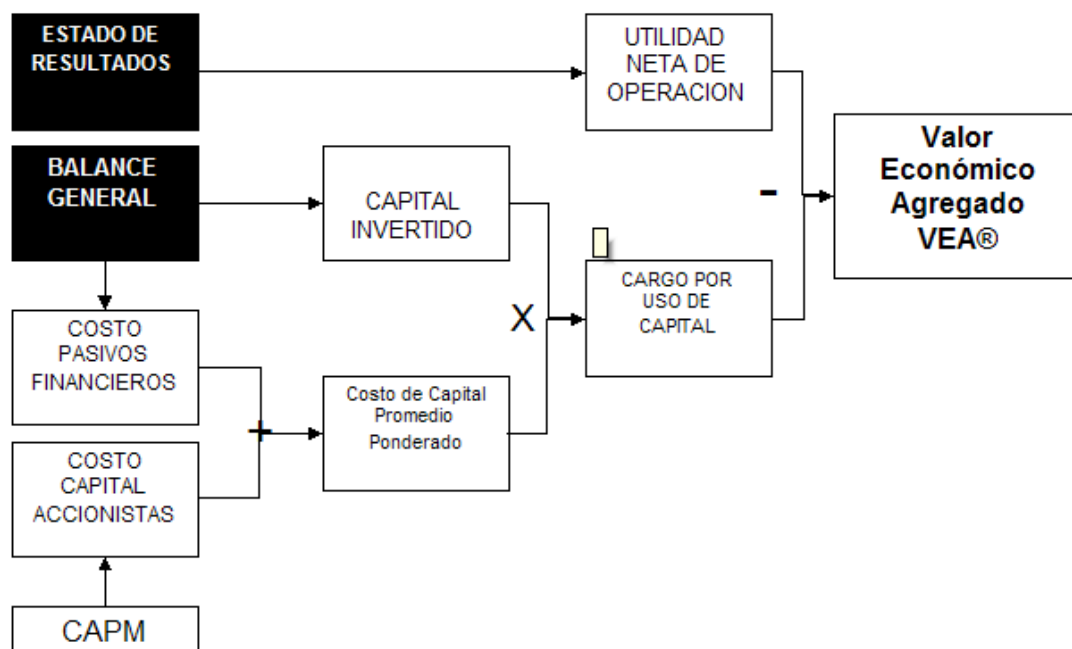 ESTADO DE
RESULTADOS
UTILIDAD
NETA DE
OPERACION
BALANCE
GENERAL
CAPITAL
INVERTIDO
-
Valor
Económico
Agregado
VEA®
COSTO
PASIVOS
FINANCIEROS
X
CARGO POR
USO DE
CAPITAL
+
Costo de Capital
Promedio
Ponderado
COSTO
CAPITAL
ACCIONISTAS
CAPM